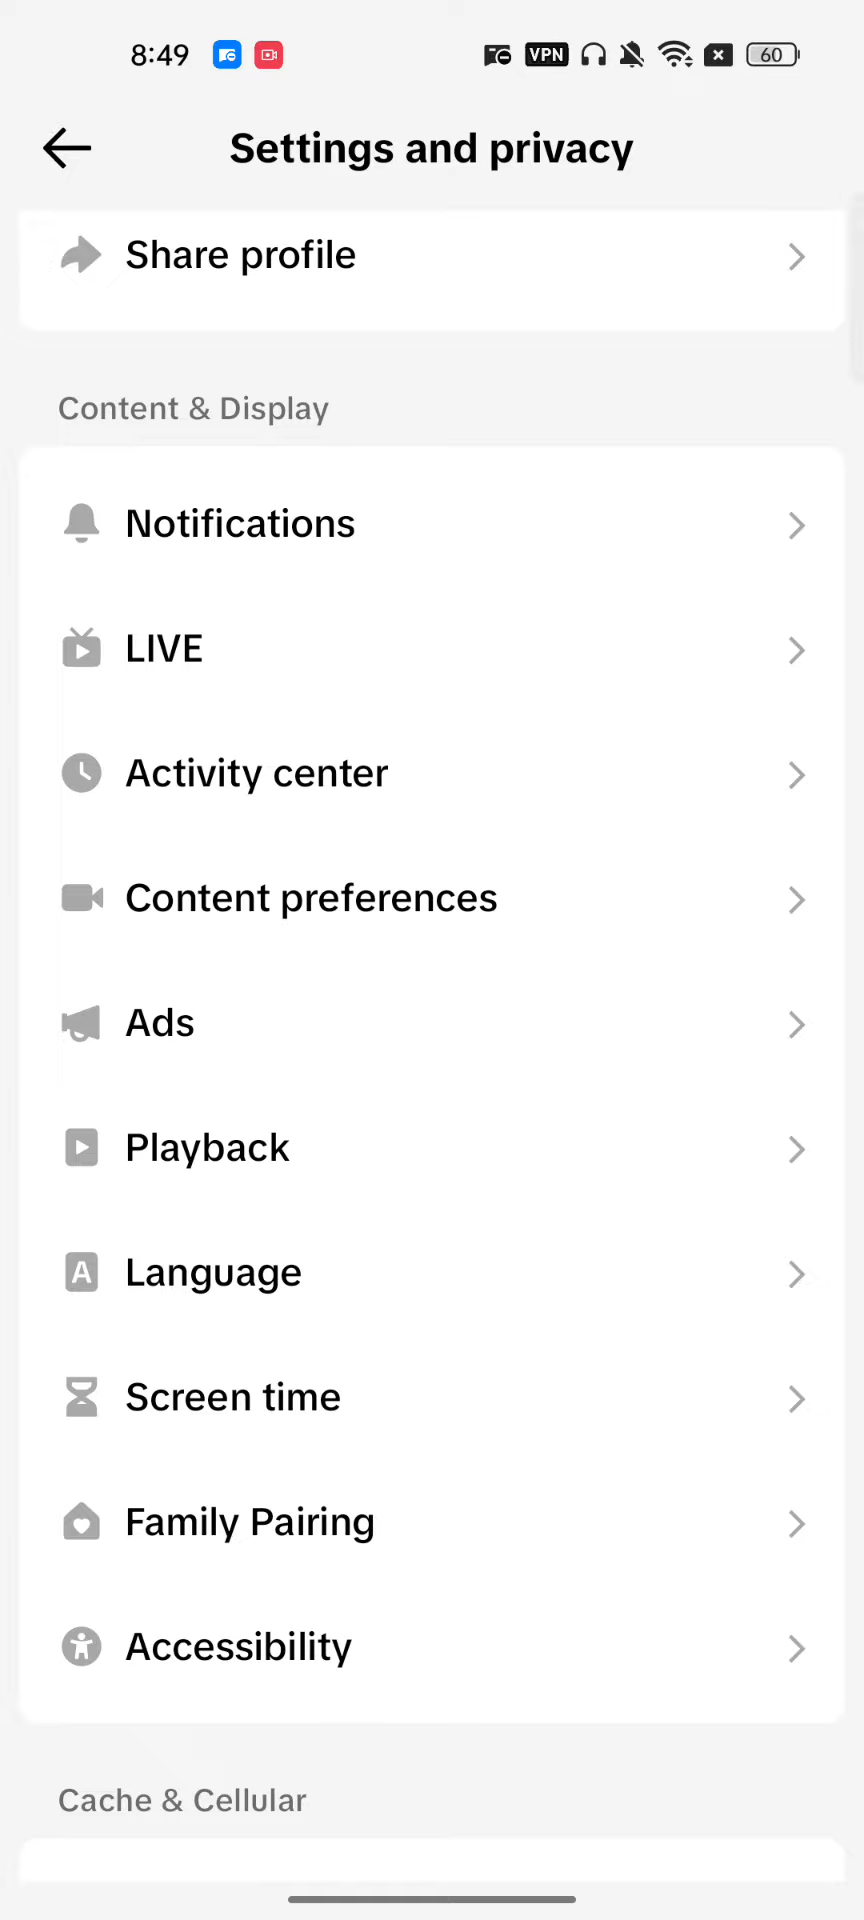 8:49
VPN
60
Settings and privacy
Share profile
Content & Display
Notifications
LIVE
Activity center
Content preferences
Ads
Playback
A Language
Screen time
Family Pairing
Accessibility
Cache & Cellular